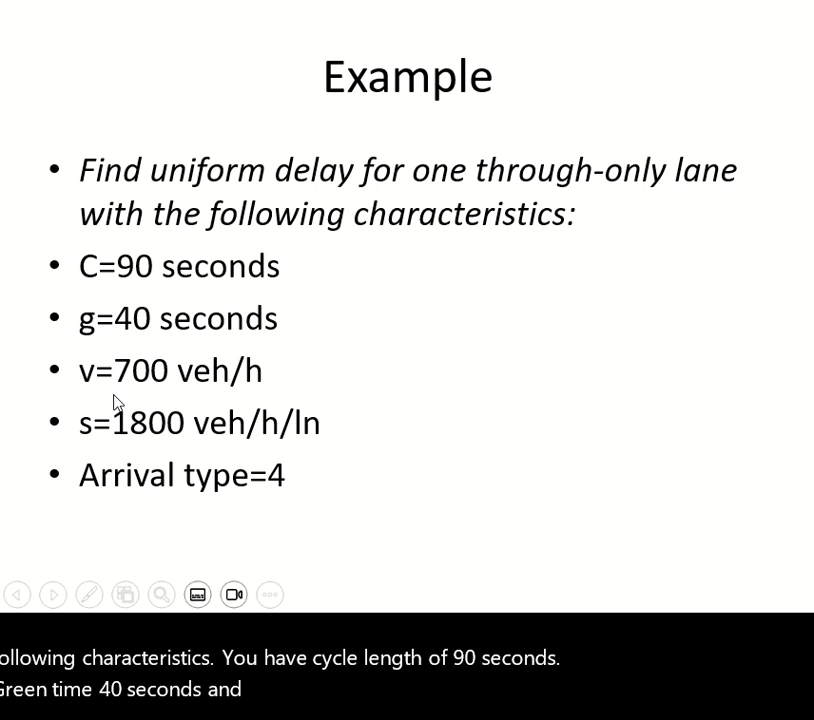 Example
• Find uniform delay for one through-only lane
with the following characteristics:
• C=90 seconds
• g=40 seconds
• v=700 veh/h
• s=1800 veh/h/ln
• Arrival type=4
ollowing characteristics. You have cycle length of 90 seconds.
Green time 40 seconds and